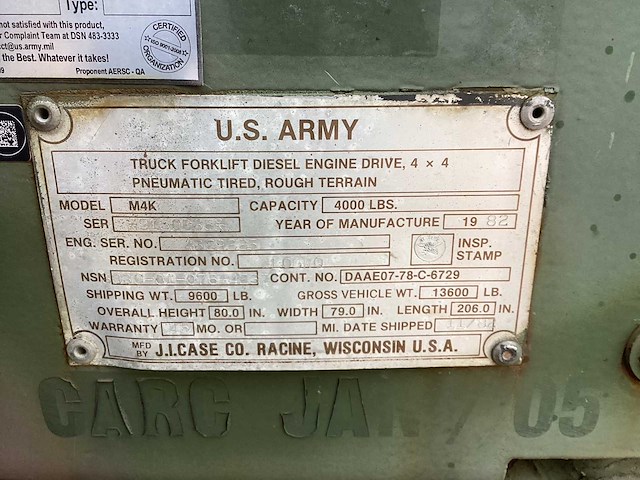 Type:
not satisfied with this product,
Complaint Team at DSN 483-3333
ct@us.army.mil
the Best. Whatever it takes!
Proponent AERSC - QA
CERTIFIED
ORGANIZATION
U.S. ARMY
TRUCK FORKLIFT DIESEL ENGINE DRIVE, 4 × 4
PNEUMATIC TIRED, ROUGH TERRAIN
MODEL M4K CAPACITY 4000 LBS.
SER YEAR OF MANUFACTURE 19 82
ENG. SER. NO. INSP. STAMP
REGISTRATION NO.
NSN CONT. NO. DAAE07-78-C-6729
SHIPPING WT. 9600 LB. GROSS VEHICLE WT. 13600 LB.
OVERALL HEIGHT 80.0 IN. WIDTH 79.0 IN. LENGTH 206.0 IN.
WARRANTY MO. OR MI. DATE SHIPPED
MFD BY J.I.CASE CO. RACINE, WISCONSIN U.S.A.
CARC JAN / 05